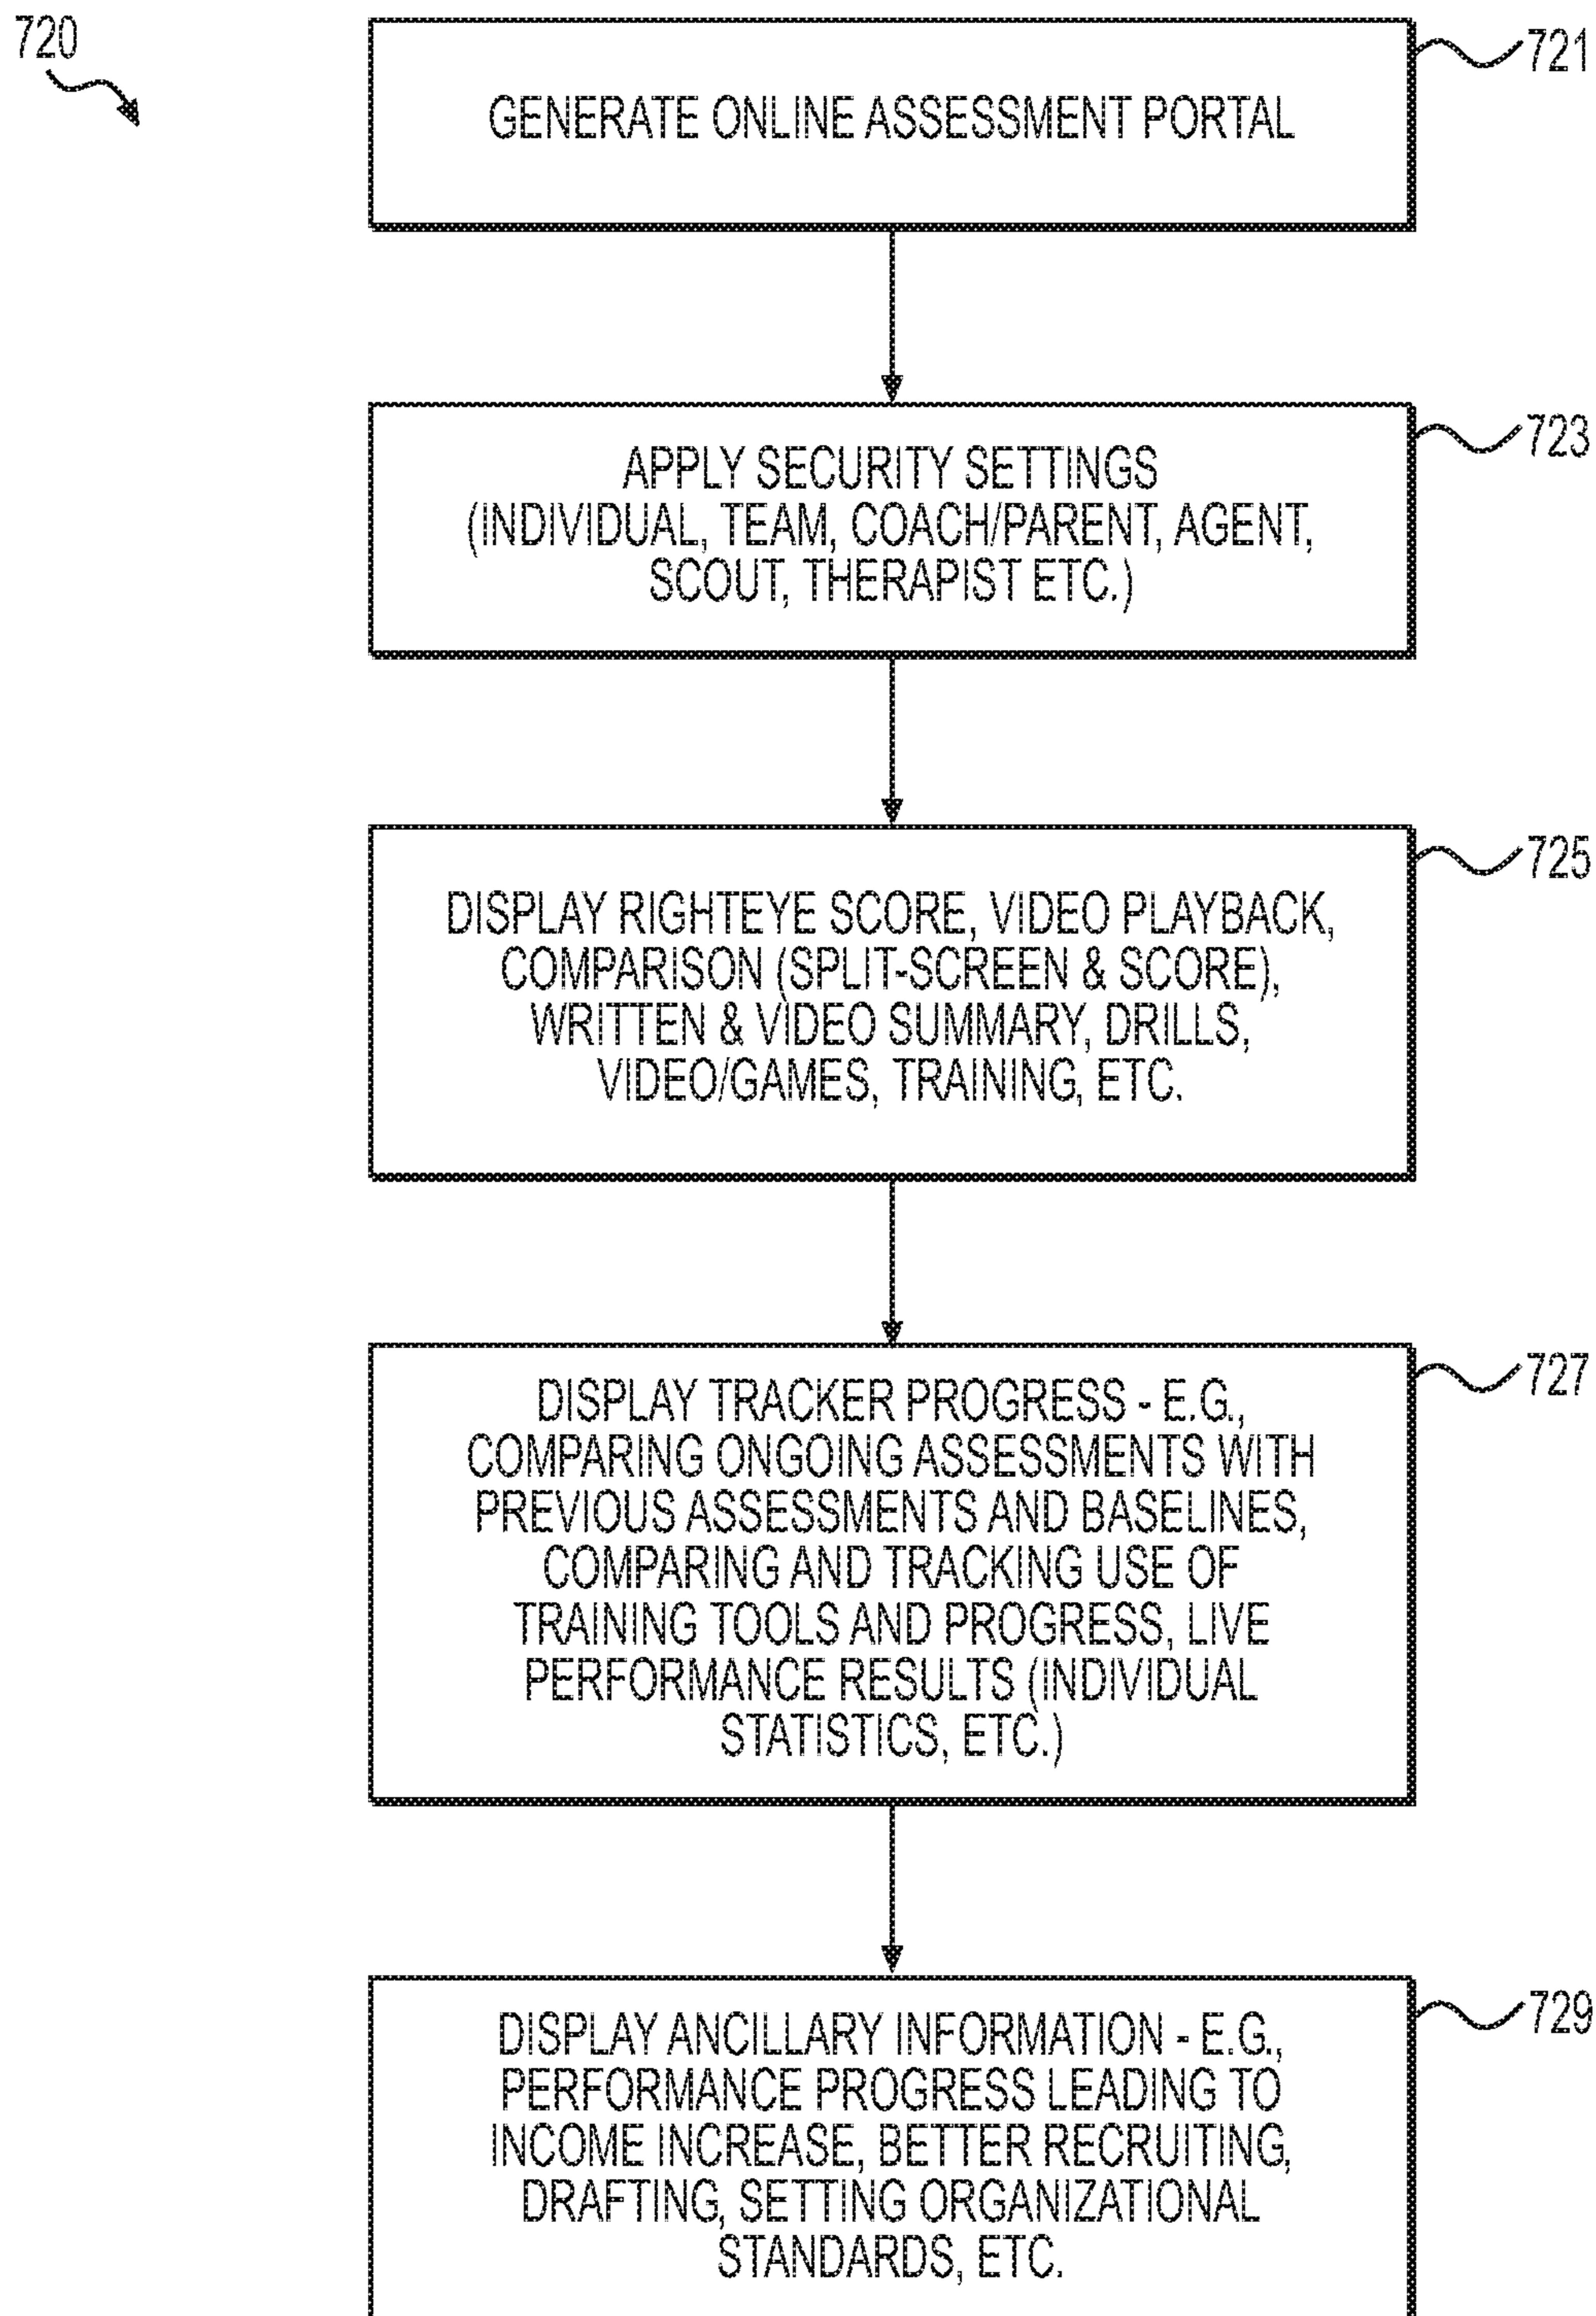 720
721
GENERATE ONLINE ASSESSMENT PORTAL
723
APPLY SECURITY SETTINGS
(INDIVIDUAL, TEAM, COACH/PARENT, AGENT,
SCOUT, THERAPIST ETC.)
725
DISPLAY RIGHTEYE SCORE, VIDEO PLAYBACK,
COMPARISON (SPLIT-SCREEN & SCORE),
WRITTEN & VIDEO SUMMARY, DRILLS,
VIDEO/GAMES, TRAINING, ETC.
727
DISPLAY TRACKER PROGRESS - E.G.,
COMPARING ONGOING ASSESSMENTS WITH
PREVIOUS ASSESSMENTS AND BASELINES,
COMPARING AND TRACKING USE OF
TRAINING TOOLS AND PROGRESS, LIVE
PERFORMANCE RESULTS (INDIVIDUAL
STATISTICS, ETC.)
729
DISPLAY ANCILLARY INFORMATION - E.G.,
PERFORMANCE PROGRESS LEADING TO
INCOME INCREASE, BETTER RECRUITING,
DRAFTING, SETTING ORGANIZATIONAL
STANDARDS, ETC.